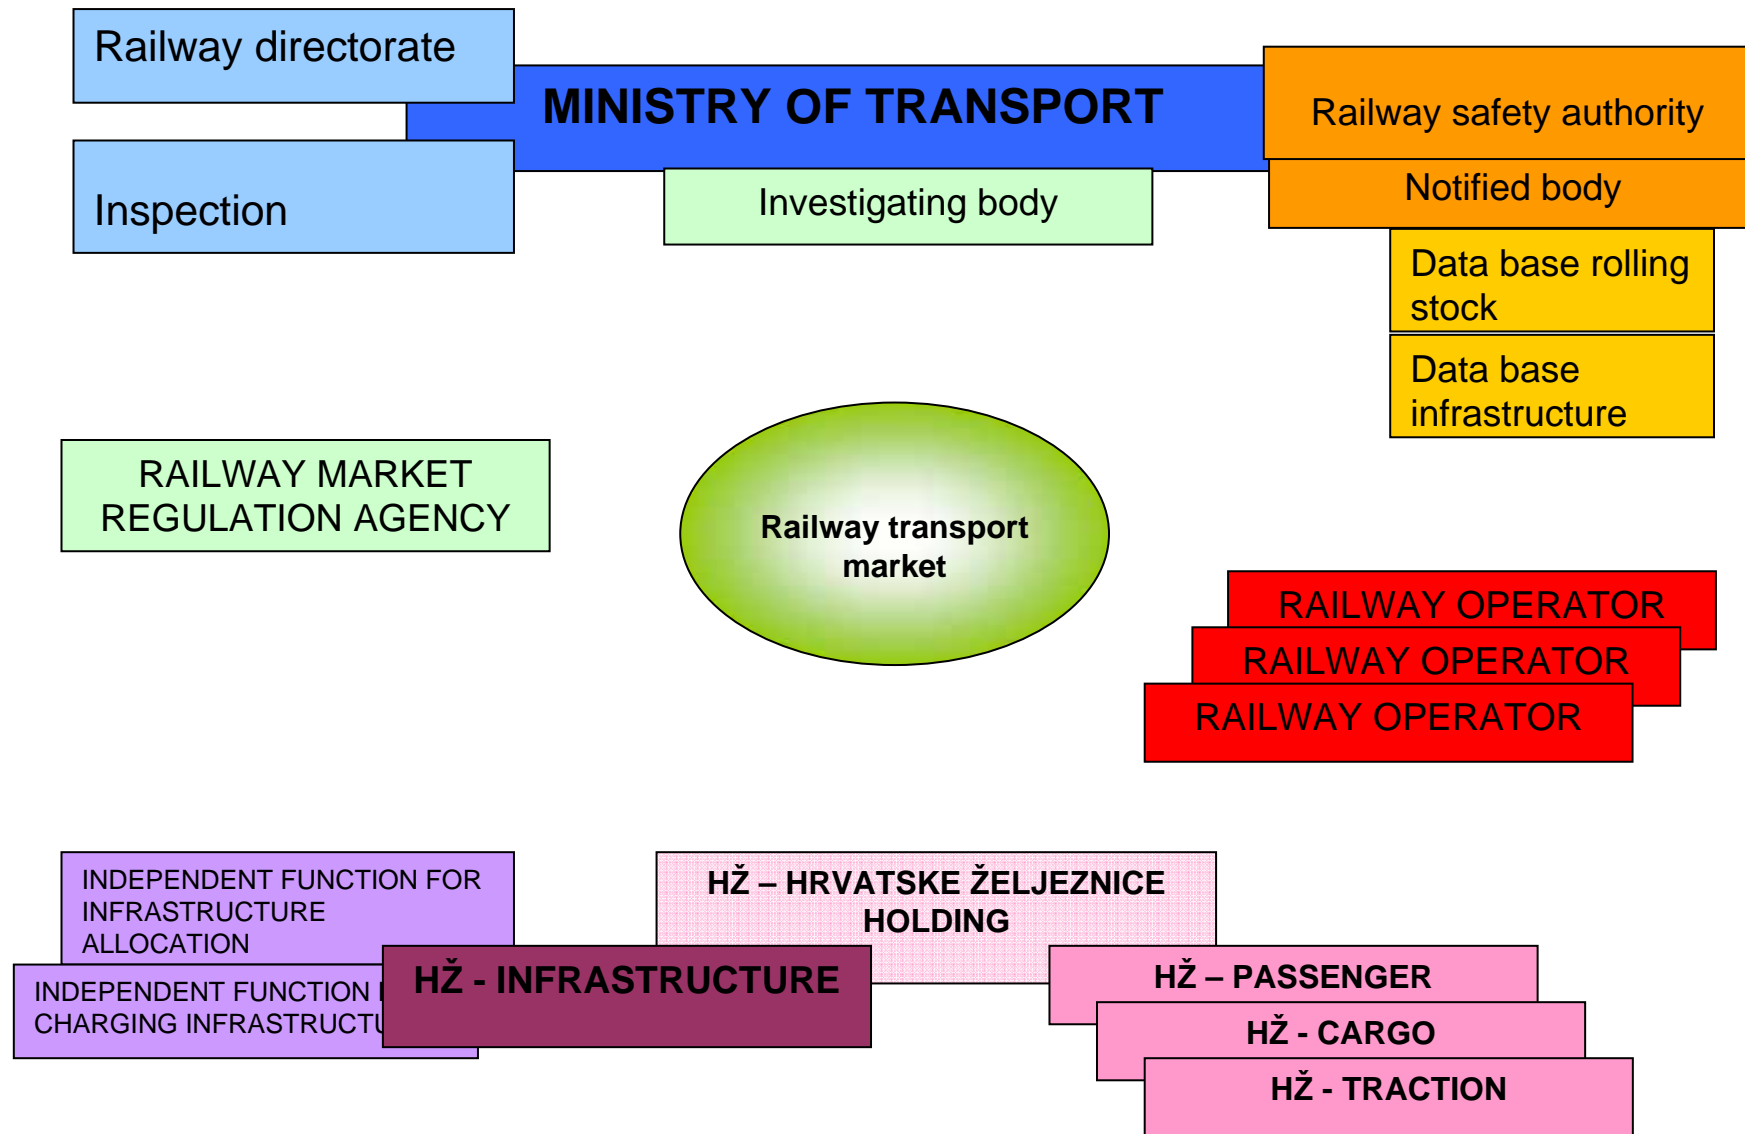 Railway directorate
MINISTRY OF TRANSPORT
Railway safety authority
Inspection
Investigating body
Notified body
Data base rolling
stock
Data base
infrastructure
RAILWAY MARKET
REGULATION AGENCY
Railway transport
market
RAILWAY OPERATOR
RAILWAY OPERATOR
RAILWAY OPERATOR
INDEPENDENT FUNCTION FOR
INFRASTRUCTURE
ALLOCATION
INDEPENDENT FUNCTION
CHARGING
HŽ - INFRASTRUCTURE
HŽ – HRVATSKE ŽELJEZNICE
HOLDING
HŽ – PASSENGER
HŽ - CARGO
HŽ - TRACTION